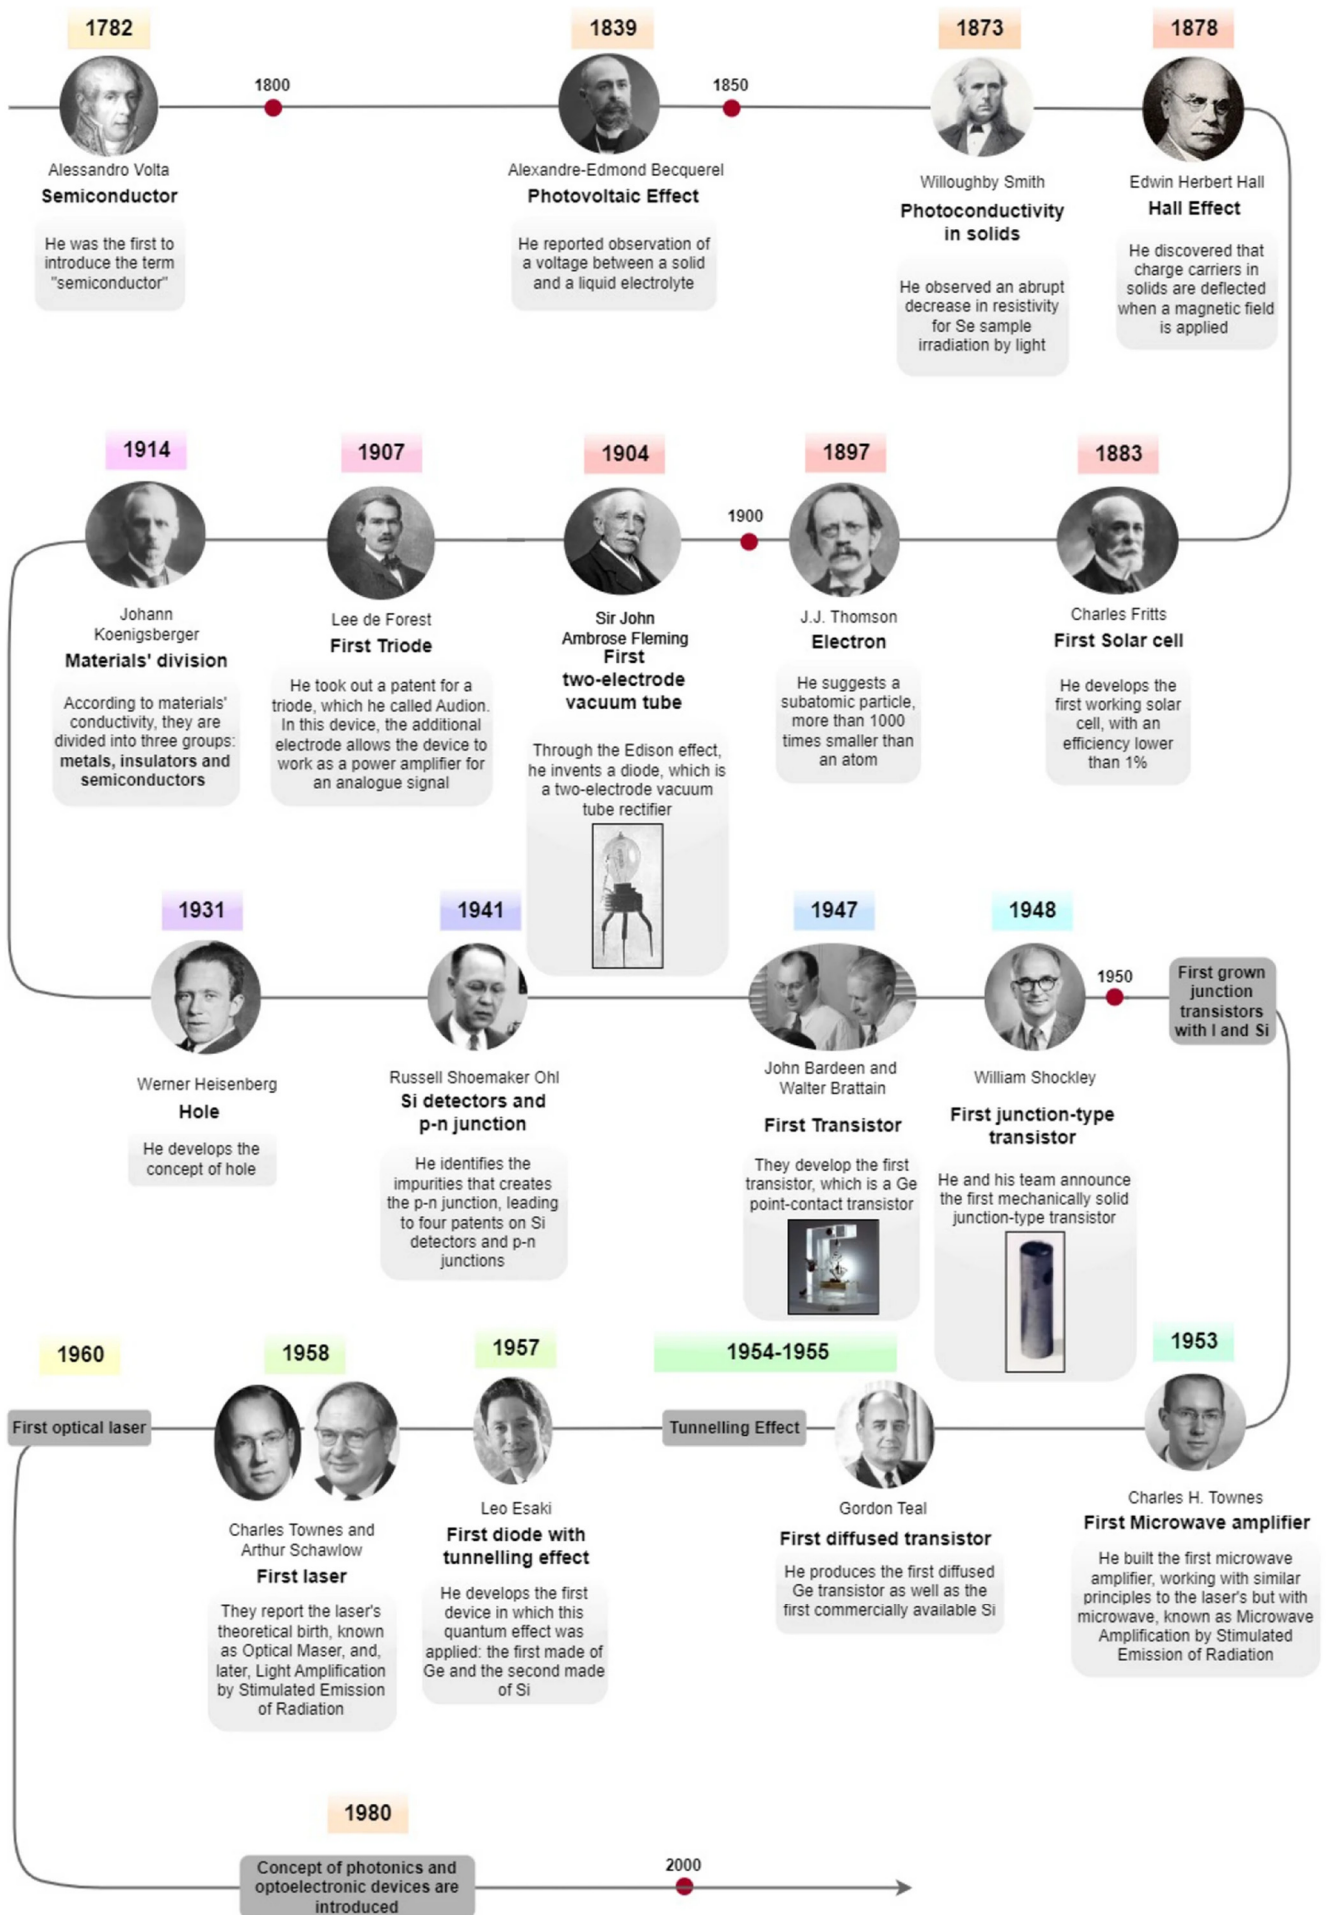 1782
Alessandro Volta
Semiconductor
He was the first to
introduce the term
"semiconductor"
1800
1839
Alexandre-Edmond Becquerel
Photovoltaic Effect
He reported observation of
a voltage between a solid
and a liquid electrolyte
1850
1873
Willoughby Smith
Photoconductivity
in solids
He observed an abrupt
decrease in resistivity
for Se sample
irradiation by light
1878
Edwin Herbert Hall
Hall Effect
He discovered that
charge carriers in
solids are deflected
when a magnetic field
is applied
1883
Charles Fritts
First Solar cell
He develops the
first working solar
cell, with an
efficiency lower
than 1%
1897
J.J. Thomson
Electron
He suggests a
subatomic particle,
more than 1000
times smaller than
an atom
1900
1904
Sir John
Ambrose Fleming
First
two-electrode
vacuum tube
Through the Edison effect,
he invents a diode, which is
a two-electrode vacuum
tube rectifier
1907
Lee de Forest
First Triode
He took out a patent for a
triode, which he called Audion.
In this device, the additional
electrode allows the device to
work as a power amplifier for
an analogue signal
1914
Johann
Koenigsberger
Materials' division
According to materials'
conductivity, they are
divided into three groups:
metals, insulators and
semiconductors
1931
Werner Heisenberg
Hole
He develops the
concept of hole
1941
Russell Shoemaker Ohl
Si detectors and
p-n junction
He identifies the
impurities that creates
the p-n junction, leading
to four patents on Si
detectors and p-n
junctions
1947
John Bardeen and
Walter Brattain
First Transistor
They develop the first
transistor, which is a Ge
point-contact transistor
1948
William Shockley
First junction-type
transistor
He and his team announce
the first mechanically solid
junction-type transistor
1950
First grown
junction
transistors
with I and Si
1953
Charles H. Townes
First Microwave amplifier
He built the first microwave
amplifier, working with similar
principles to the laser's but with
microwave, known as Microwave
Amplification by Stimulated
Emission of Radiation
1954-1955
Gordon Teal
First diffused transistor
He produces the first diffused
Ge transistor as well as the
first commercially available Si
Tunnelling Effect
1957
Leo Esaki
First diode with
tunnelling effect
He develops the first
device in which this
quantum effect was
applied: the first made of
Ge and the second made
of Si
1958
Charles Townes and
Arthur Schawlow
First laser
They report the laser's
theoretical birth, known
as Optical Maser, and,
later, Light Amplification
by Stimulated Emission
of Radiation
1960
First optical laser
1980
Concept of photonics and
optoelectronic devices are
introduced
2000